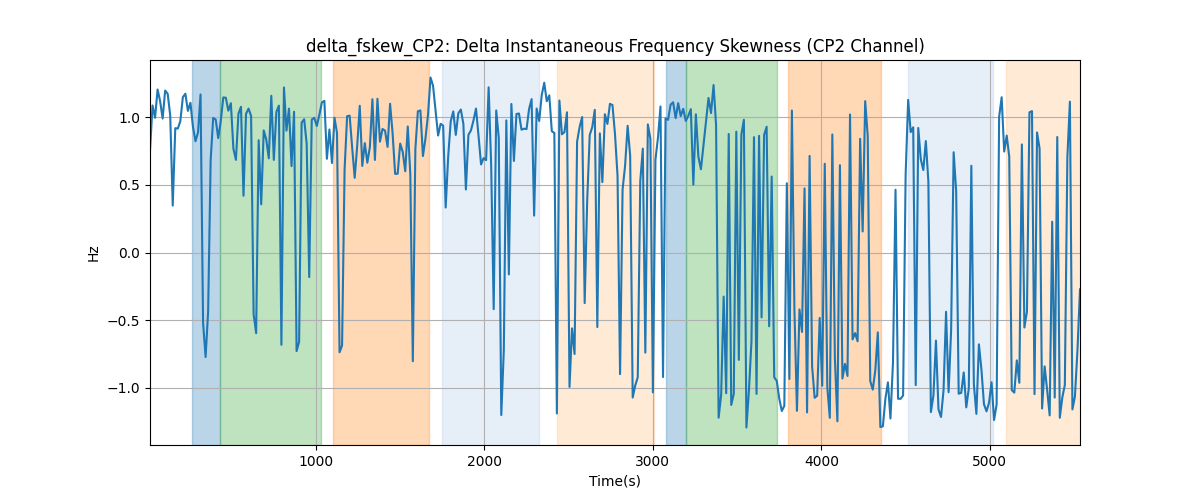 delta_fskew_CP2: Delta Instantaneous Frequency Skewness (CP2 Channel)
1.0
0.5
0.0
−0.5
−1.0
Hz
1000 2000 3000 4000 5000
Time(s)